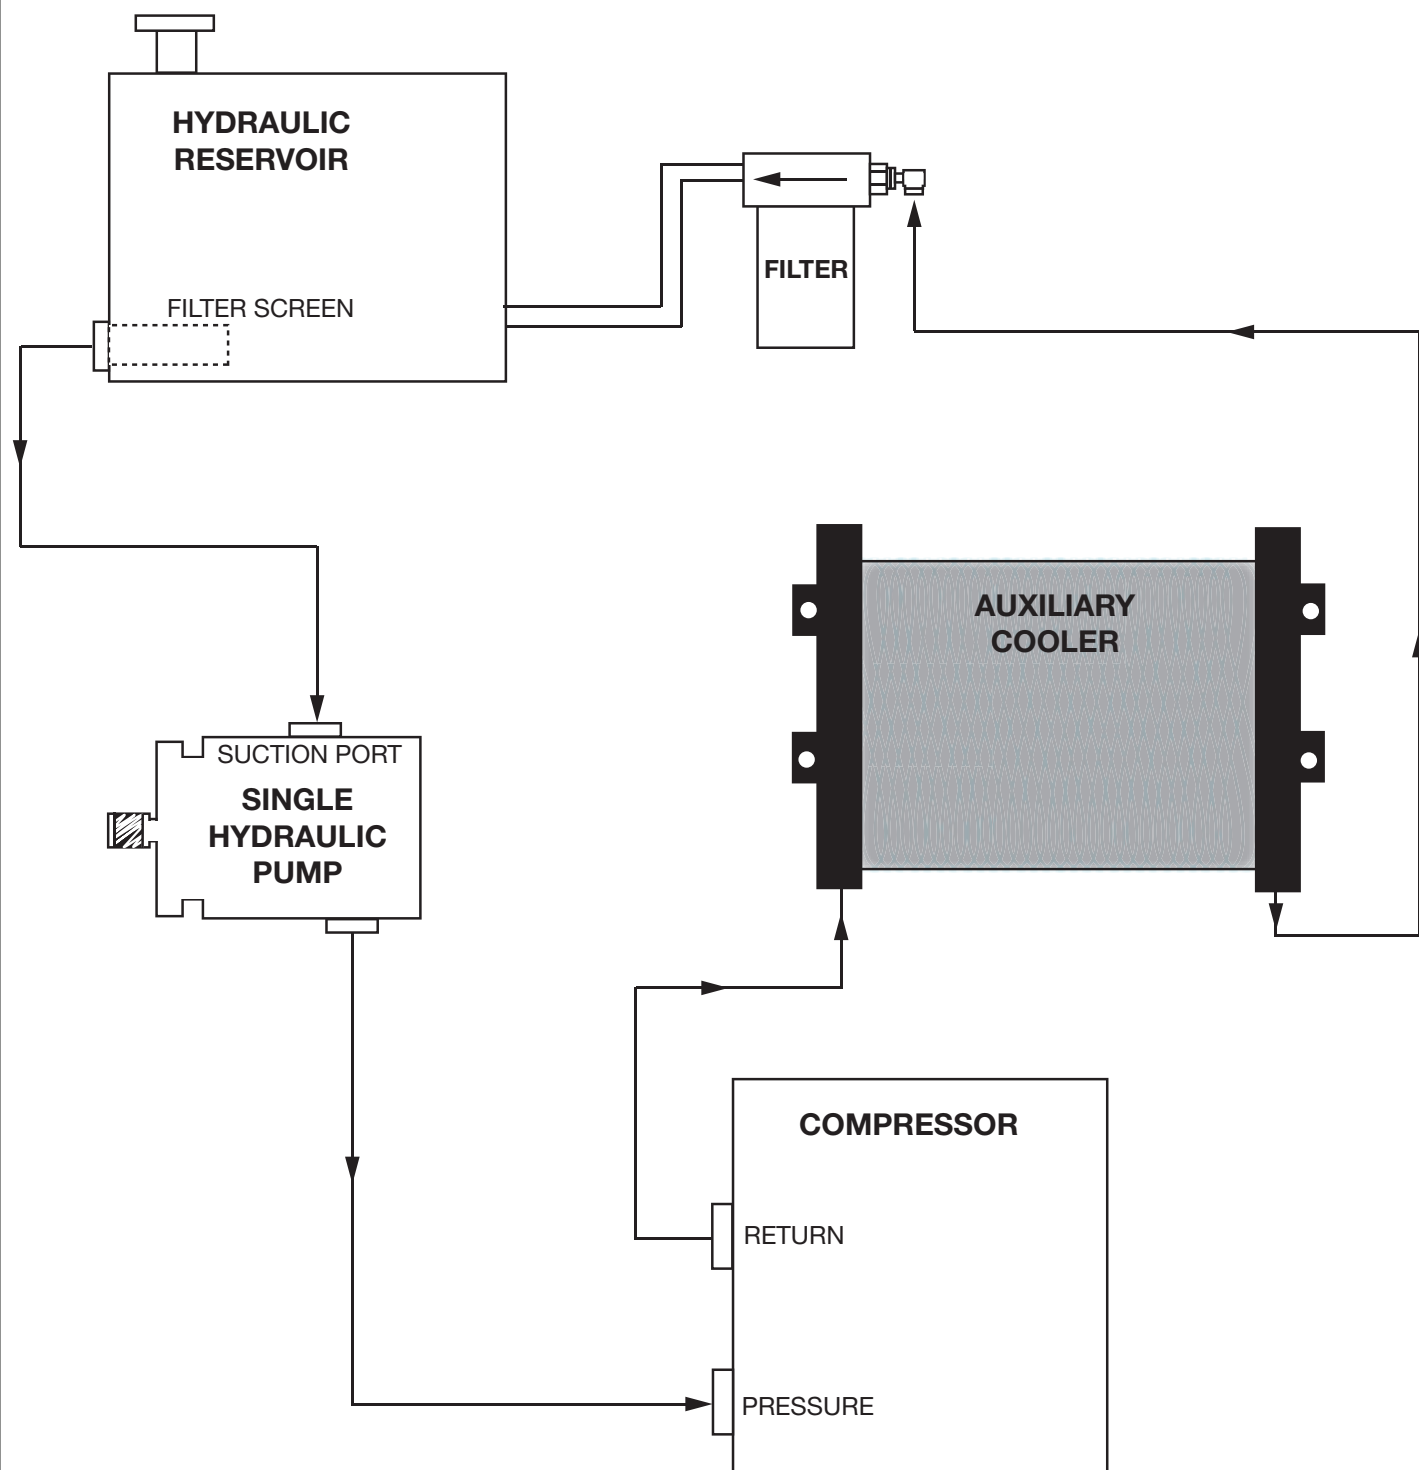 HYDRAULIC
RESERVOIR
FILTER SCREEN
FILTER
AUXILIARY
COOLER
SUCTION PORT
SINGLE
HYDRAULIC
PUMP
COMPRESSOR
RETURN
PRESSURE